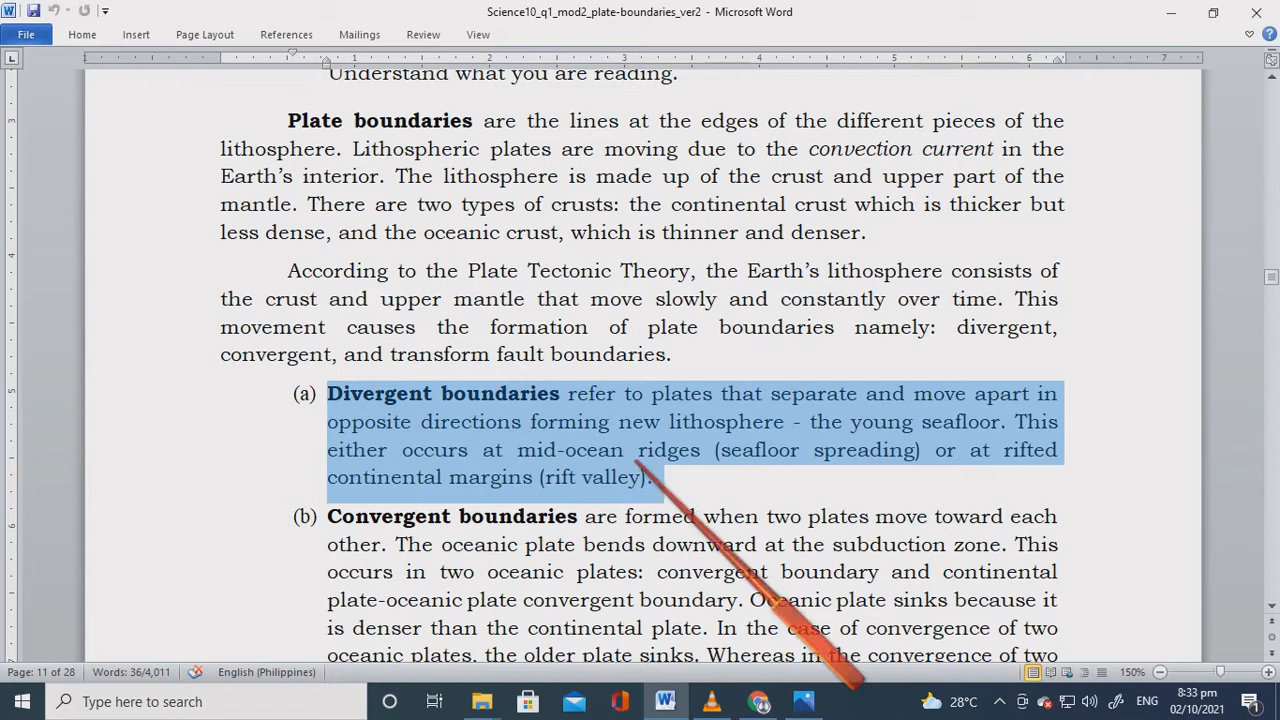 Science10_q1_mod2_plate-boundaries_ver2 - Microsoft Word
File Home Insert Page Layout References Mailings Review View
Understand what you are reading.
Plate boundaries are the lines at the edges of the different pieces of the
lithosphere. Lithospheric plates are moving due to the convection current in the
Earth's interior. The lithosphere is made up of the crust and upper part of the
mantle. There are two types of crusts: the continental crust which is thicker but
less dense, and the oceanic crust, which is thinner and denser.
According to the Plate Tectonic Theory, the Earth's lithosphere consists of
the crust and upper mantle that move slowly and constantly over time. This
movement causes the formation of plate boundaries namely: divergent,
convergent, and transform fault boundaries.
(a) Divergent boundaries refer to plates that separate and move apart in
opposite directions forming new lithosphere - the young seafloor. This
either occurs at mid-ocean ridges (seafloor spreading) or at rifted
continental margins (rift valley).
(b) Convergent boundaries are formed when two plates move toward each
other. The oceanic plate bends downward at the subduction zone. This
occurs in two oceanic plates: convergent boundary and continental
plate-oceanic plate convergent boundary. Oceanic plate sinks because it
is denser than the continental plate. In the case of convergence of two
oceanic plates, the older plate sinks. Whereas in the convergence of two
Page: 11 of 28 Words: 36/4,011 English (Philippines) 150%
Type here to search 28°C ENG 8:33 pm
02/10/2021